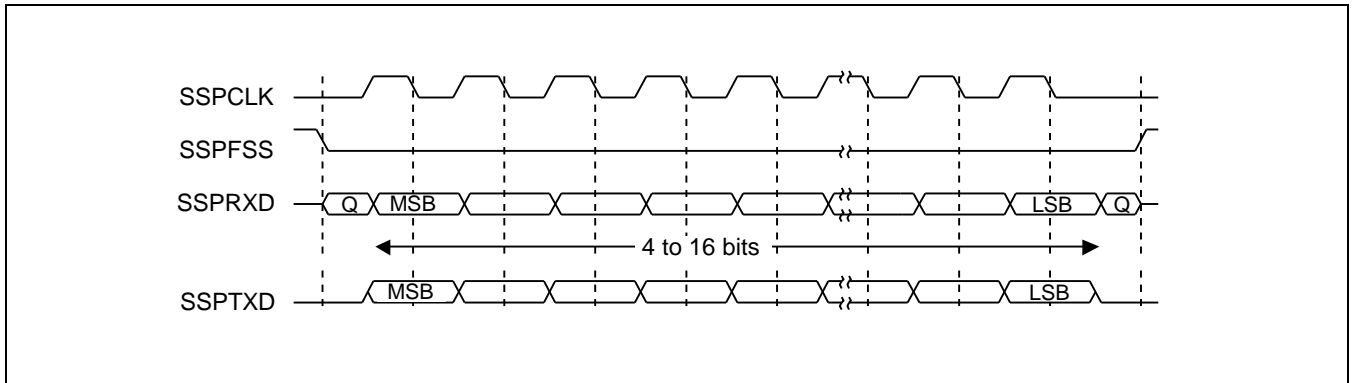 SSPCLK
SSPFSS
SSPRXD Q MSB LSB Q
4 to 16 bits
SSPTXD MSB LSB